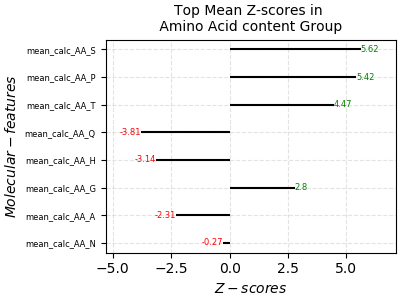 Top Mean Z-scores in
Amino Acid content Group
Molecular − features
mean_calc_AA_S
5.62
mean_calc_AA_P
5.42
mean_calc_AA_T
4.47
mean_calc_AA_Q
-3.81
mean_calc_AA_H
-3.14
mean_calc_AA_G
2.8
mean_calc_AA_A
-2.31
mean_calc_AA_N
-0.27
−5.0 −2.5 0.0 2.5 5.0
Z − scores